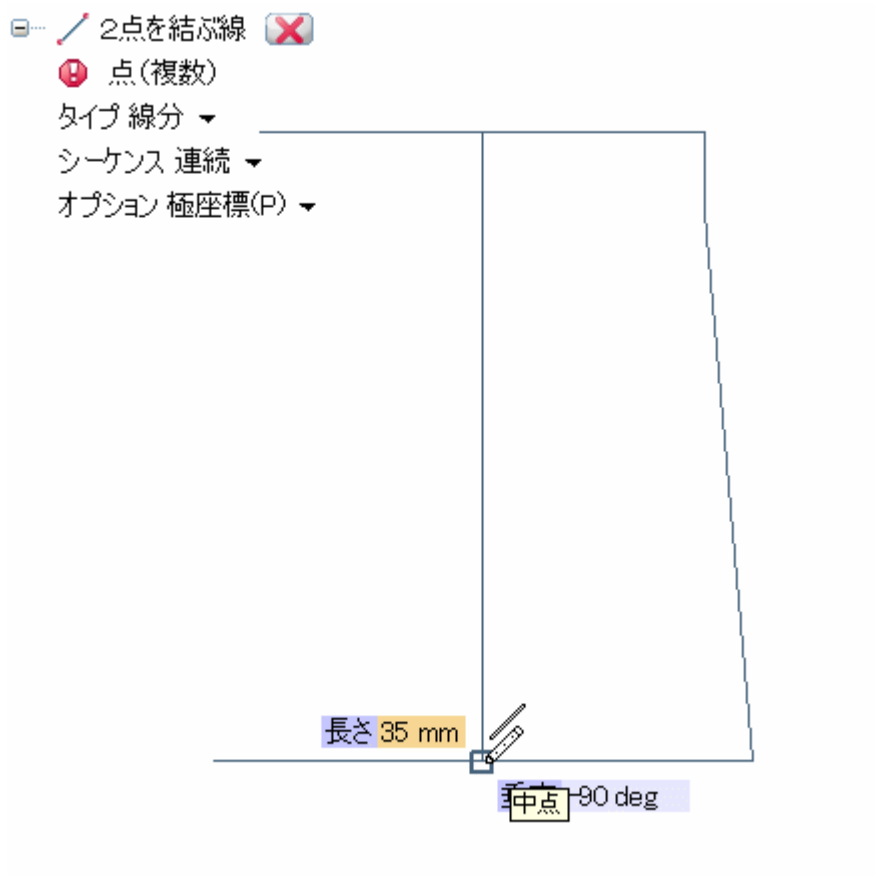 2点を結ぶ線
点(複数)
タイプ 線分
シーケンス 連続
オプション 極座標(P)
長さ 35 mm
-90 deg
中点